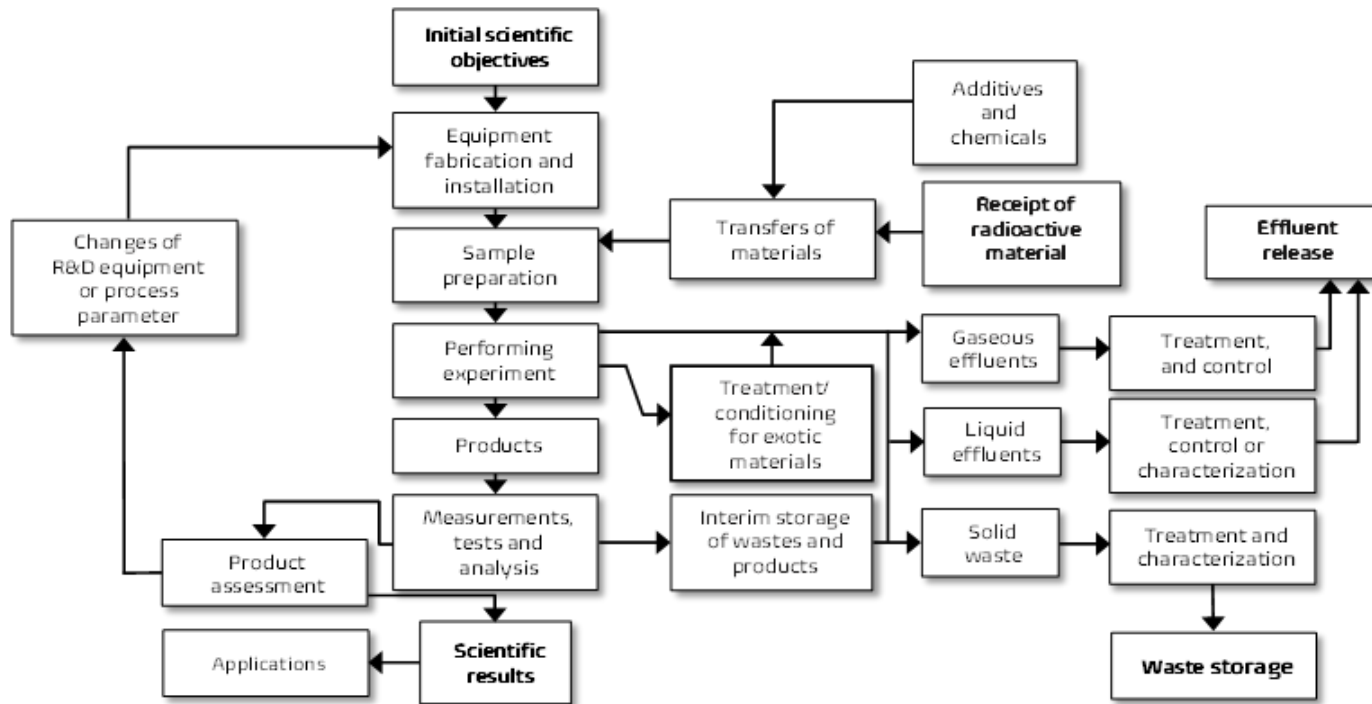 Initial scientific
objectives
Additives
and
chemicals
Equipment
fabrication and
installation
Changes of
R&D equipment
or process
parameter
Sample
preparation
Transfers of
materials
Receipt of
radioactive
material
Effluent
release
Performing
experiment
Treatment/
conditioning
for exotic
materials
Gaseous
effluents
Treatment,
and control
Products
Liquid
effluents
Treatment,
control or
characterization
Measurements,
tests and
analysis
Interim storage
of wastes and
products
Solid
waste
Treatment and
characterization
Product
assessment
Applications
Scientific
results
Waste storage